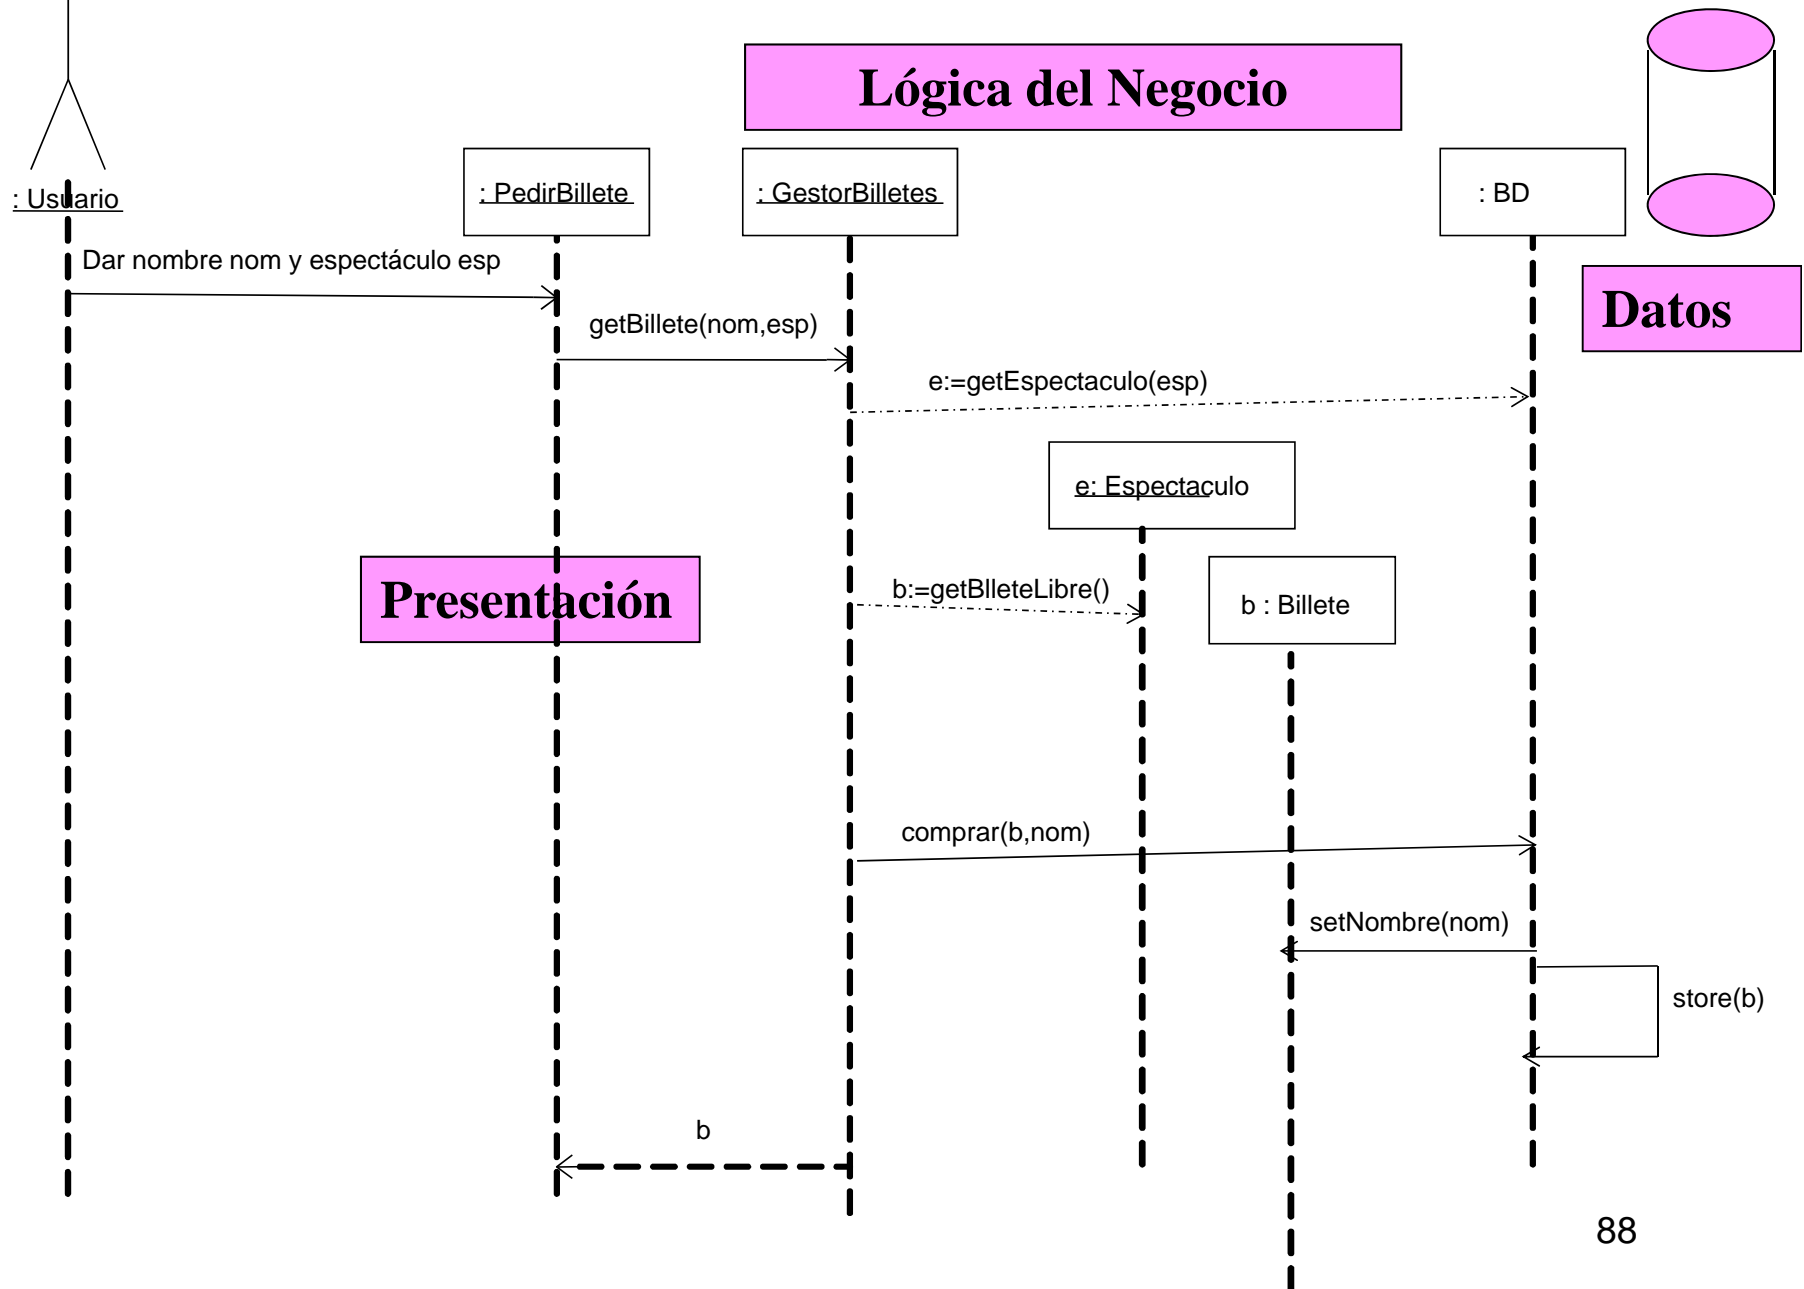 Lógica del Negocio
: Usuario
: PedirBillete
: GestorBilletes
: BD
Dar nombre nom y espectáculo esp
Datos
getBillete(nom,esp)
e:=getEspectaculo(esp)
e: Espectaculo
Presentación
b:=getBlleteLibre()
b : Billete
comprar(b,nom)
setNombre(nom)
store(b)
b
88